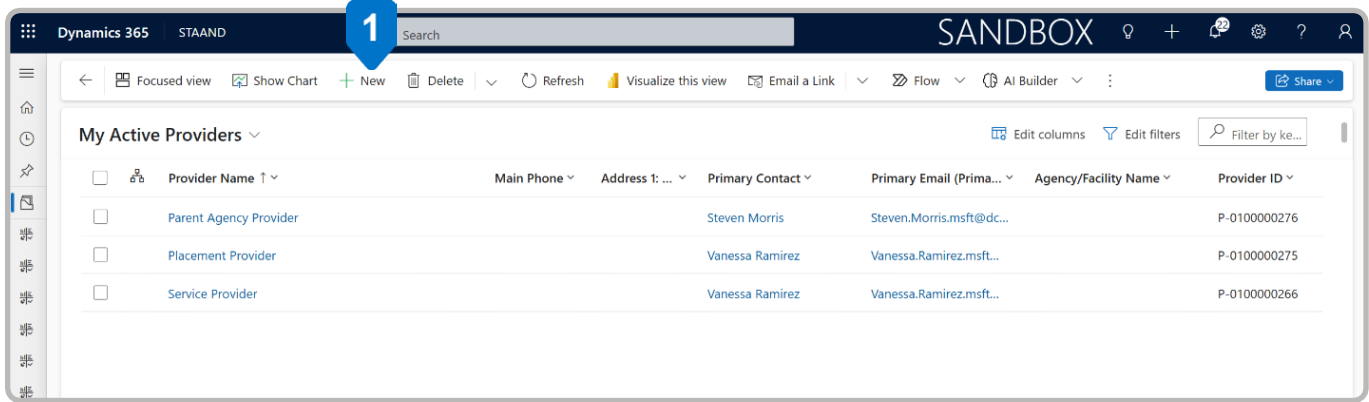 Dynamics 365 STAAND 1 Search SANDBOX 22
Focused view Show Chart New Delete Refresh Visualize this view Email a Link Flow AI Builder Share
My Active Providers Edit columns Edit filters Filter by ke...
Provider Name ↑ Main Phone Address 1: ... Primary Contact Primary Email (Prima... Agency/Facility Name Provider ID
Parent Agency Provider Steven Morris Steven.Morris.msft@dc... P-0100000276
Placement Provider Vanessa Ramirez Vanessa.Ramirez.msft... P-0100000275
Service Provider Vanessa Ramirez Vanessa.Ramirez.msft... P-0100000266